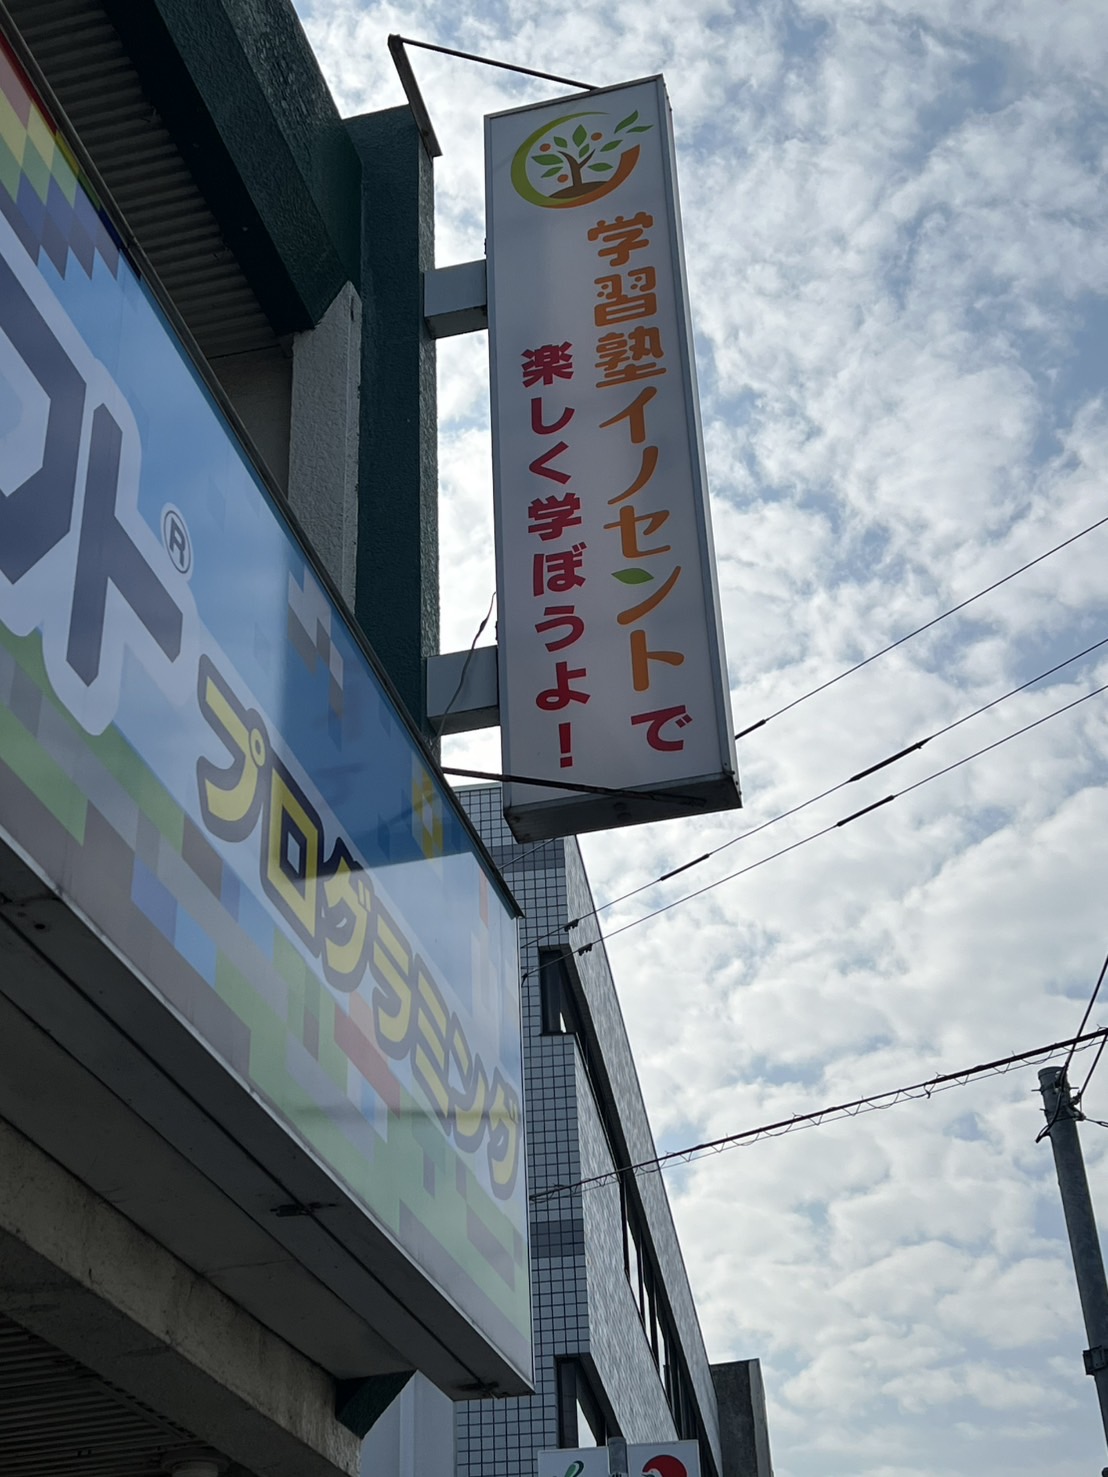 学習塾イノセントで
楽しく学ぼうよ!
ト® プログラミング